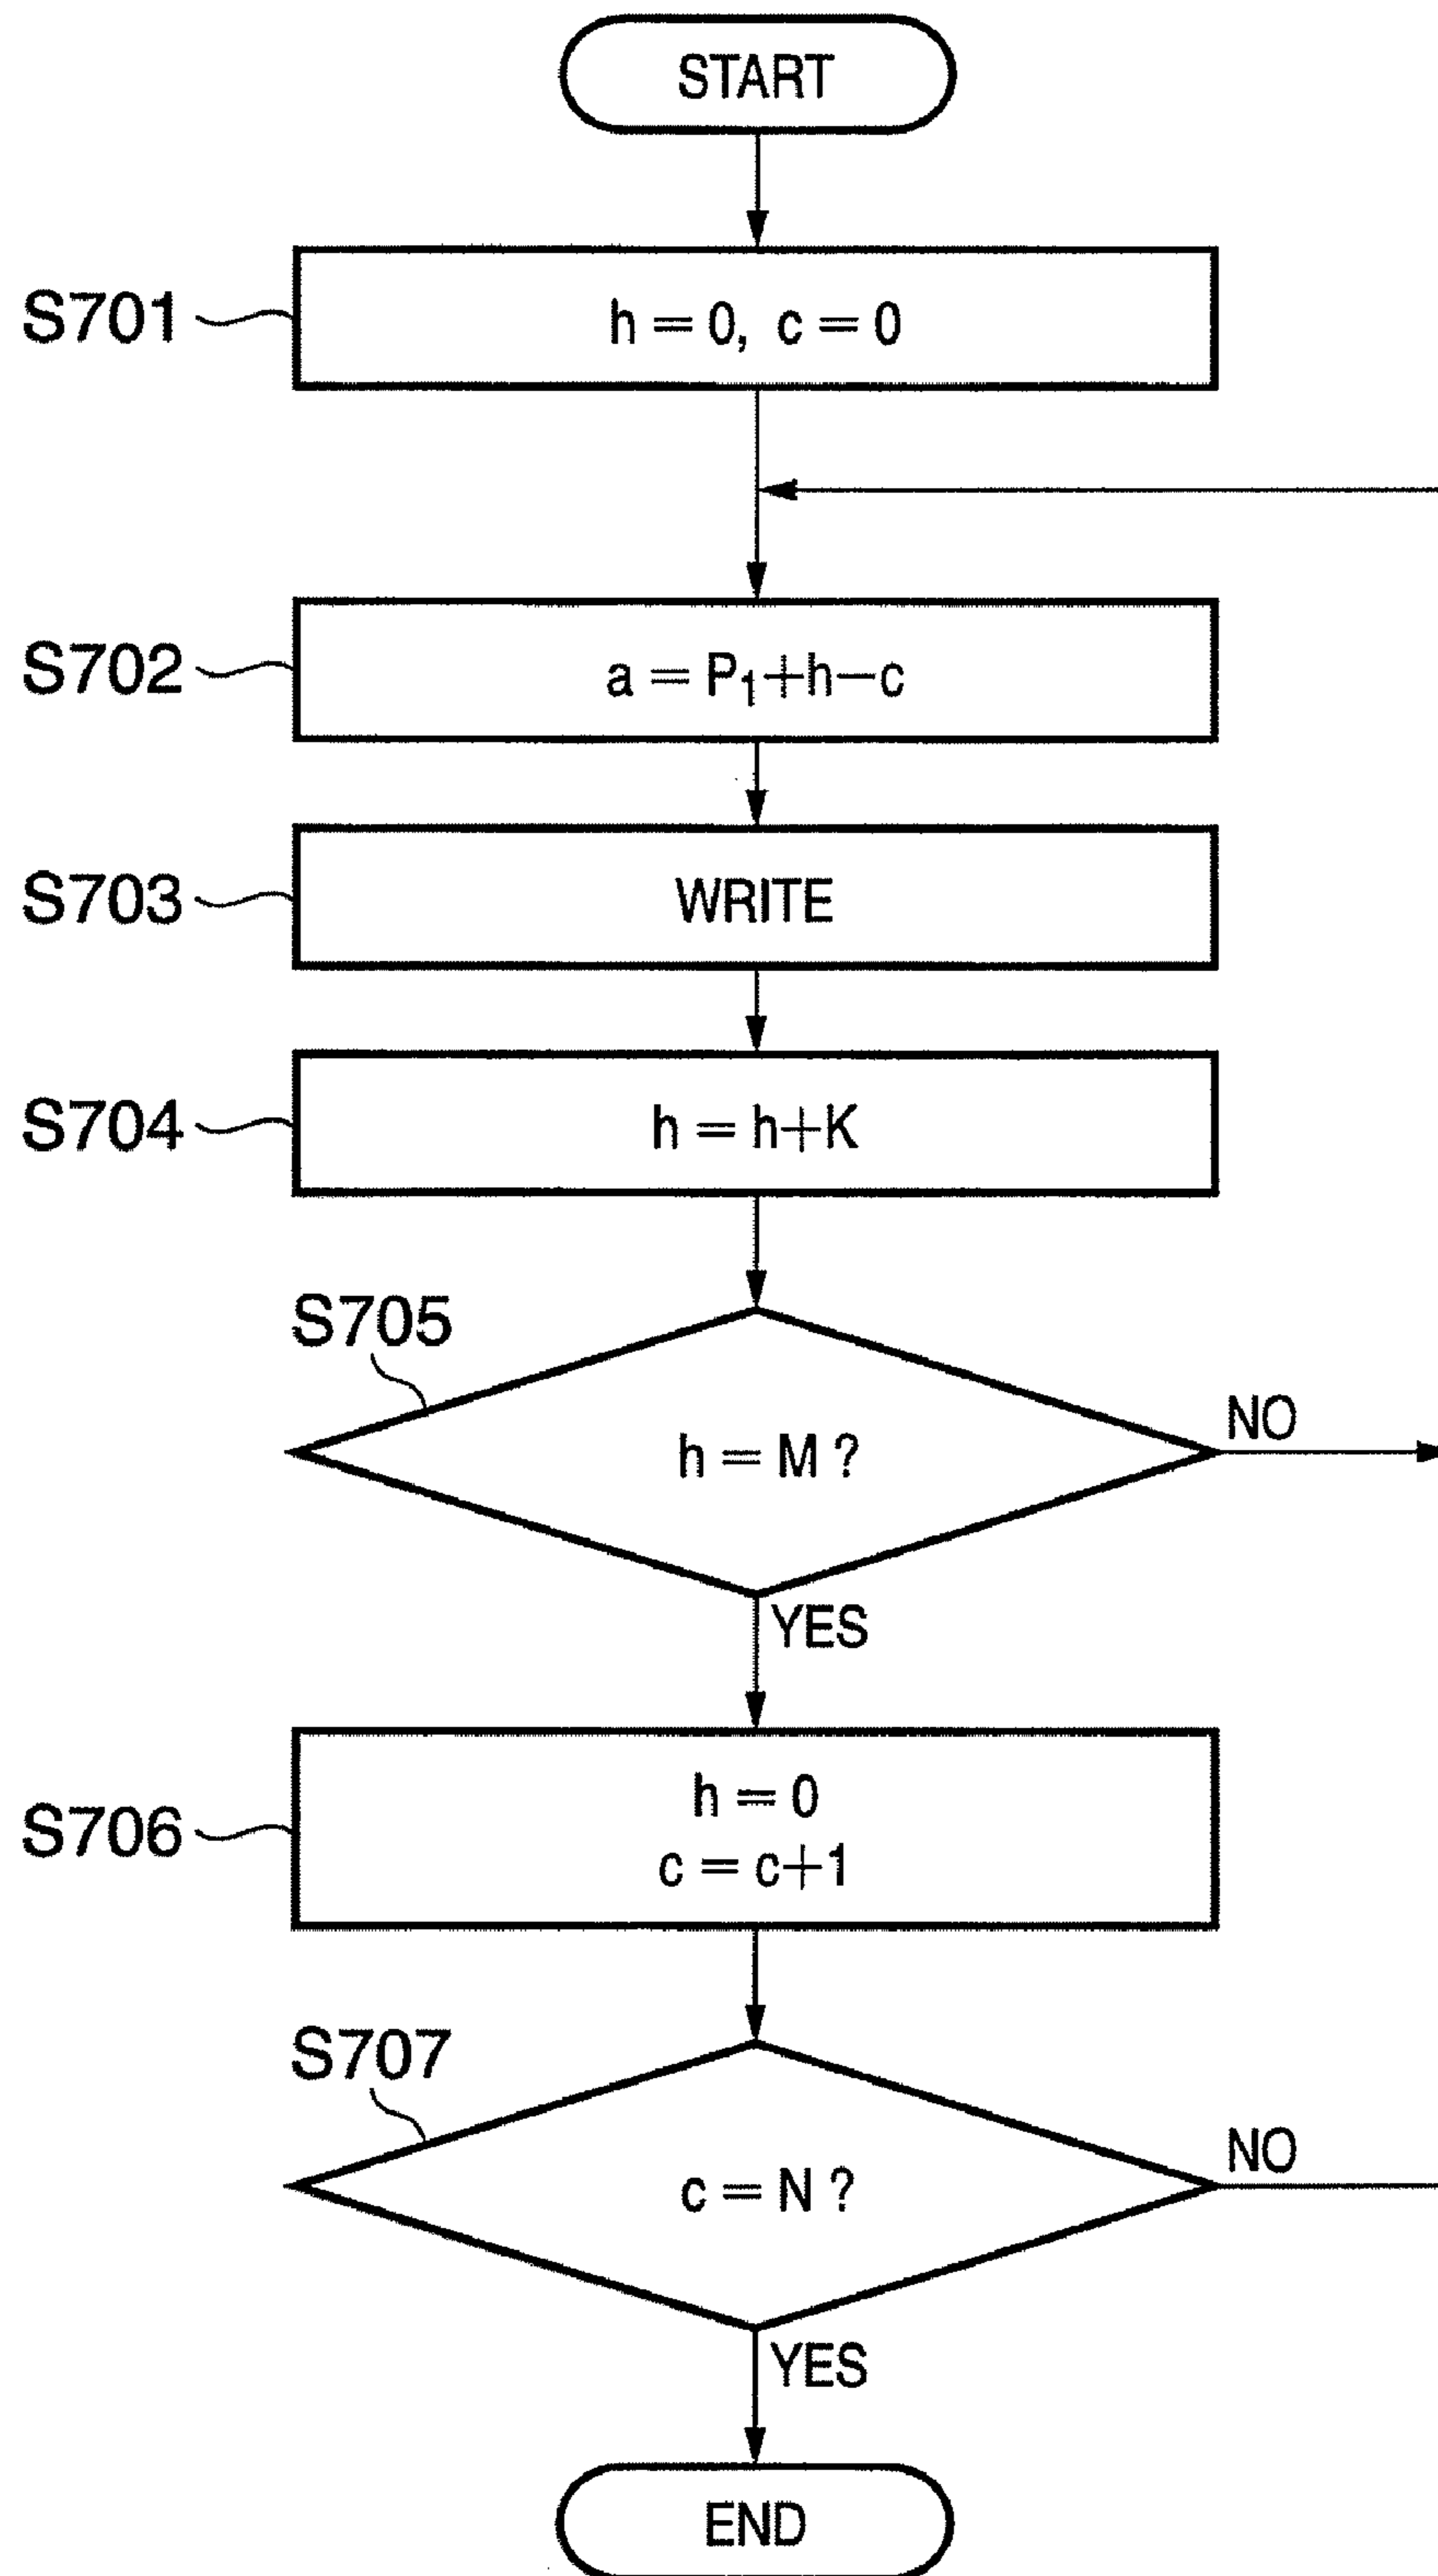 START
S701
h = 0, c = 0
S702
a = P₁+h−c
S703
WRITE
S704
h = h+K
S705
h = M ?
NO
YES
S706
h = 0
c = c+1
S707
c = N ?
NO
YES
END